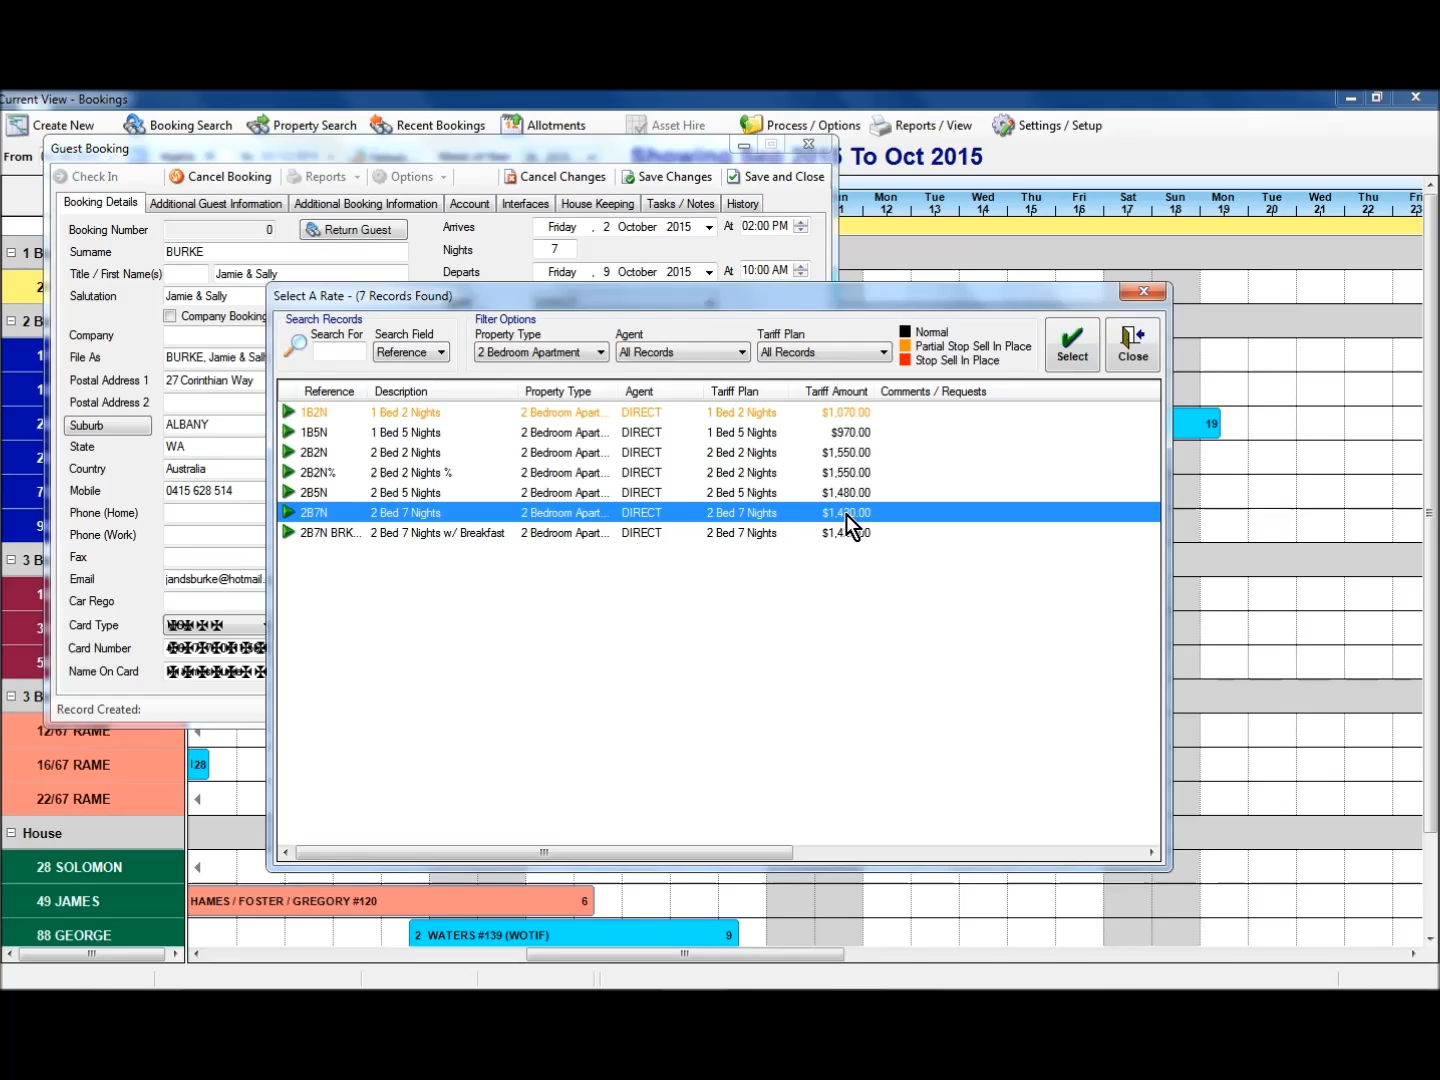 Current View - Bookings
Create New Booking Search Property Search Recent Bookings Allotments Asset Hire Process / Options Reports / View Settings / Setup
From
To Oct 2015
Guest Booking
Check In Cancel Booking Reports Options Cancel Changes Save Changes Save and Close
Booking Details Additional Guest Information Additional Booking Information Account Interfaces House Keeping Tasks / Notes History
Mon Tue Wed Thu Fri Sat Sun Mon Tue Wed Thu
12 13 14 15 16 17 18 19 20 21 22 23
Booking Number 0 Return Guest
Arrives Friday , 2 October 2015 At 02:00 PM
Surname BURKE
Nights 7
Title / First Name(s) Jamie & Sally
Departs Friday , 9 October 2015 At 10:00 AM
Salutation Jamie & Sally
Company Booking
Company
File As BURKE, Jamie & Sall
Postal Address 1 27 Corinthian Way
Postal Address 2
Suburb ALBANY
State WA
Country Australia
Mobile 0415 628 514
Phone (Home)
Phone (Work)
Fax
Email jandsburke@hotmail.
Car Rego
Card Type
Card Number
Name On Card
Record Created:
Select A Rate - (7 Records Found)
Search Records
Search For Search Field
Reference
Filter Options
Property Type Agent Tariff Plan
2 Bedroom Apartment All Records All Records
Normal
Partial Stop Sell In Place
Stop Sell In Place
Select Close
Reference Description Property Type Agent Tariff Plan Tariff Amount Comments / Requests
1B2N 1 Bed 2 Nights 2 Bedroom Apart... DIRECT 1 Bed 2 Nights $1,070.00
1B5N 1 Bed 5 Nights 2 Bedroom Apart... DIRECT 1 Bed 5 Nights $970.00
2B2N 2 Bed 2 Nights 2 Bedroom Apart... DIRECT 2 Bed 2 Nights $1,550.00
2B2N% 2 Bed 2 Nights % 2 Bedroom Apart... DIRECT 2 Bed 2 Nights $1,550.00
2B5N 2 Bed 5 Nights 2 Bedroom Apart... DIRECT 2 Bed 5 Nights $1,480.00
2B7N 2 Bed 7 Nights 2 Bedroom Apart... DIRECT 2 Bed 7 Nights
2B7N BRK... 2 Bed 7 Nights w/ Breakfast 2 Bedroom Apart... DIRECT 2 Bed 7 Nights
19
12/67 RAME
16/67 RAME 28
22/67 RAME
House
28 SOLOMON
49 JAMES HAMES / FOSTER / GREGORY #120 6
88 GEORGE 2 WATERS #139 (WOTIF) 9